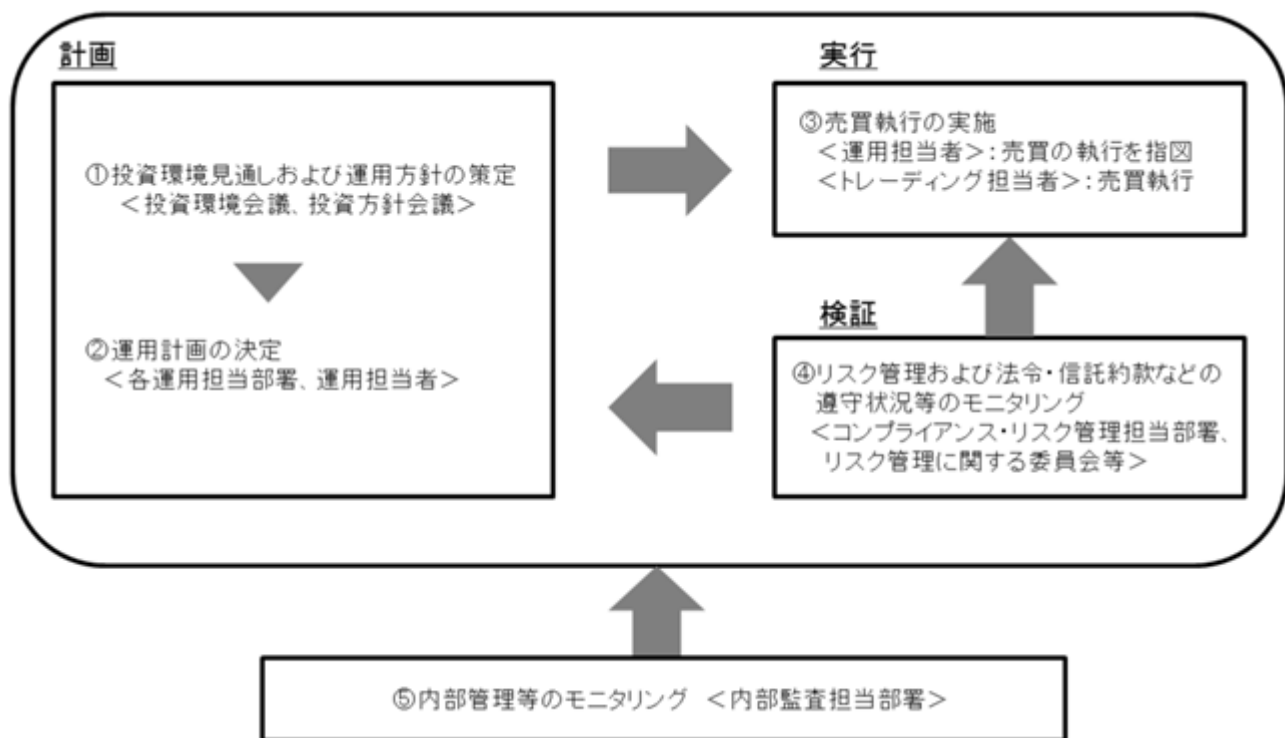 計画
①投資環境見通しおよび運用方針の策定
＜投資環境会議、投資方針会議＞
②運用計画の決定
＜各運用担当部署、運用担当者＞
実行
③売買執行の実施
＜運用担当者＞：売買の執行を指図
＜トレーディング担当者＞：売買執行
検証
④リスク管理および法令・信託約款などの
遵守状況等のモニタリング
＜コンプライアンス・リスク管理担当部署、
リスク管理に関する委員会等＞
⑤内部管理等のモニタリング ＜内部監査担当部署＞